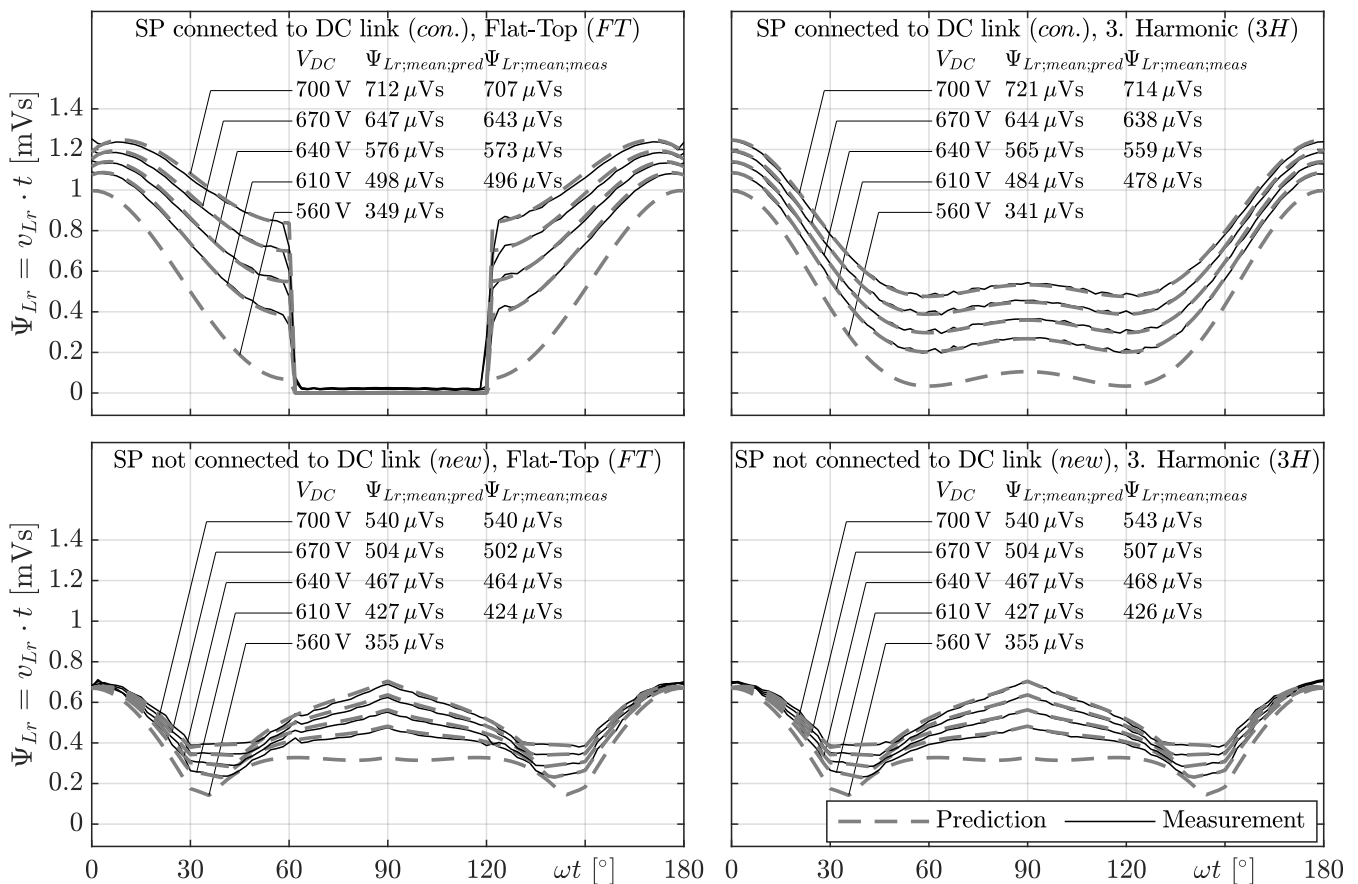 SP connected to DC link (con.), Flat-Top (FT)
V_DC Ψ_Lr;mean;pred Ψ_Lr;mean;meas
700 V 712 μVs 707 μVs
670 V 647 μVs 643 μVs
640 V 576 μVs 573 μVs
610 V 498 μVs 496 μVs
560 V 349 μVs
Ψ_Lr = v_Lr · t [mVs]
1.4
1.2
1
0.8
0.6
0.4
0.2
0
SP connected to DC link (con.), 3. Harmonic (3H)
V_DC Ψ_Lr;mean;pred Ψ_Lr;mean;meas
700 V 721 μVs 714 μVs
670 V 644 μVs 638 μVs
640 V 565 μVs 559 μVs
610 V 484 μVs 478 μVs
560 V 341 μVs
SP not connected to DC link (new), Flat-Top (FT)
V_DC Ψ_Lr;mean;pred Ψ_Lr;mean;meas
700 V 540 μVs 540 μVs
670 V 504 μVs 502 μVs
640 V 467 μVs 464 μVs
610 V 427 μVs 424 μVs
560 V 355 μVs
Ψ_Lr = v_Lr · t [mVs]
1.4
1.2
1
0.8
0.6
0.4
0.2
0
0 30 60 90 120 ωt [°] 180
SP not connected to DC link (new), 3. Harmonic (3H)
V_DC Ψ_Lr;mean;pred Ψ_Lr;mean;meas
700 V 540 μVs 543 μVs
670 V 504 μVs 507 μVs
640 V 467 μVs 468 μVs
610 V 427 μVs 426 μVs
560 V 355 μVs
Prediction Measurement
0 30 60 90 120 ωt [°] 180